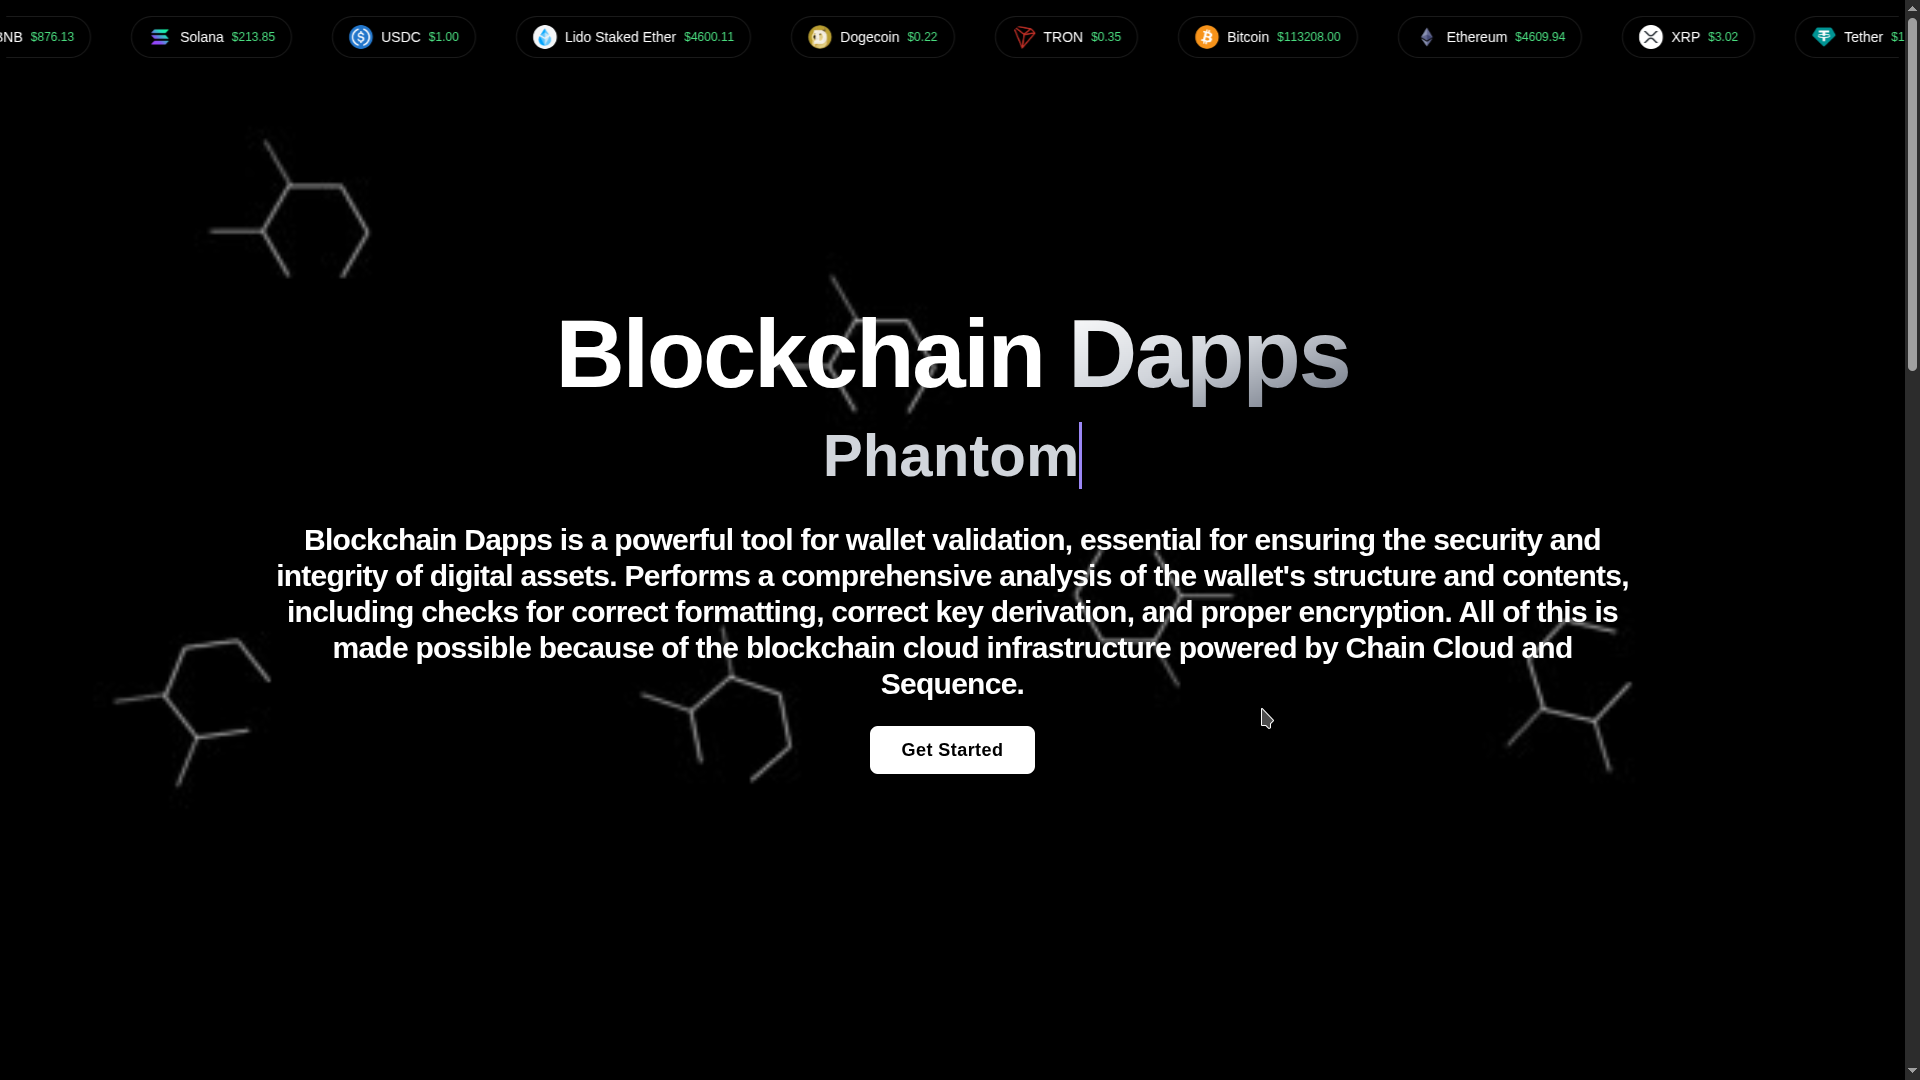 BNB $876.13 Solana $213.85 USDC $1.00 Lido Staked Ether $4600.11 Dogecoin $0.22 TRON $0.35 Bitcoin $113208.00 Ethereum $4609.94 XRP $3.02 Tether $1
Blockchain Dapps
Phantom
Blockchain Dapps is a powerful tool for wallet validation, essential for ensuring the security and
integrity of digital assets. Performs a comprehensive analysis of the wallet's structure and contents,
including checks for correct formatting, correct key derivation, and proper encryption. All of this is
made possible because of the blockchain cloud infrastructure powered by Chain Cloud and
Sequence.
Get Started